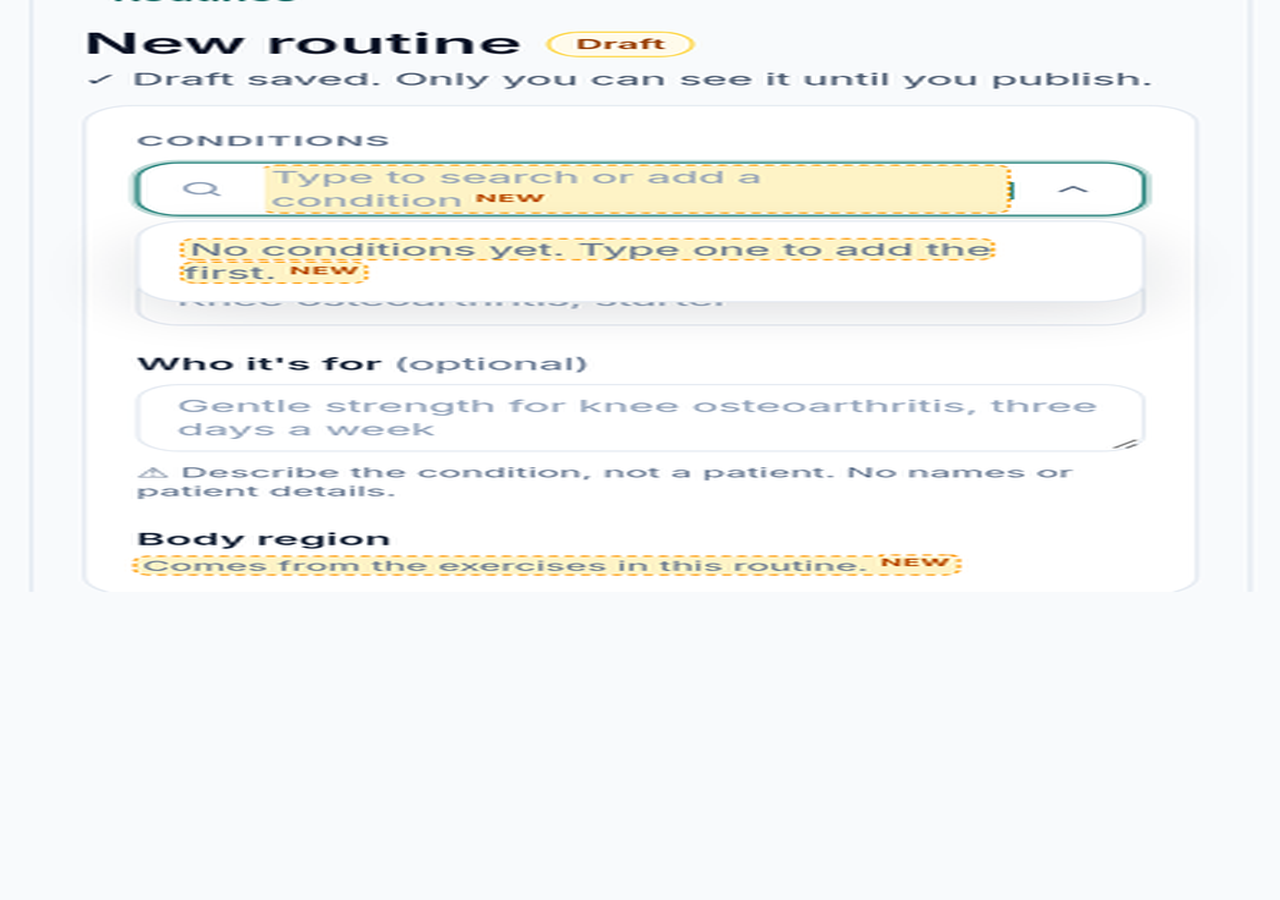 New routine Draft
✓ Draft saved. Only you can see it until you publish.
CONDITIONS
Type to search or add a
condition NEW
No conditions yet. Type one to add the
first. NEW
Who it's for (optional)
Gentle strength for knee osteoarthritis, three
days a week
⚠ Describe the condition, not a patient. No names or
patient details.
Body region
Comes from the exercises in this routine. NEW